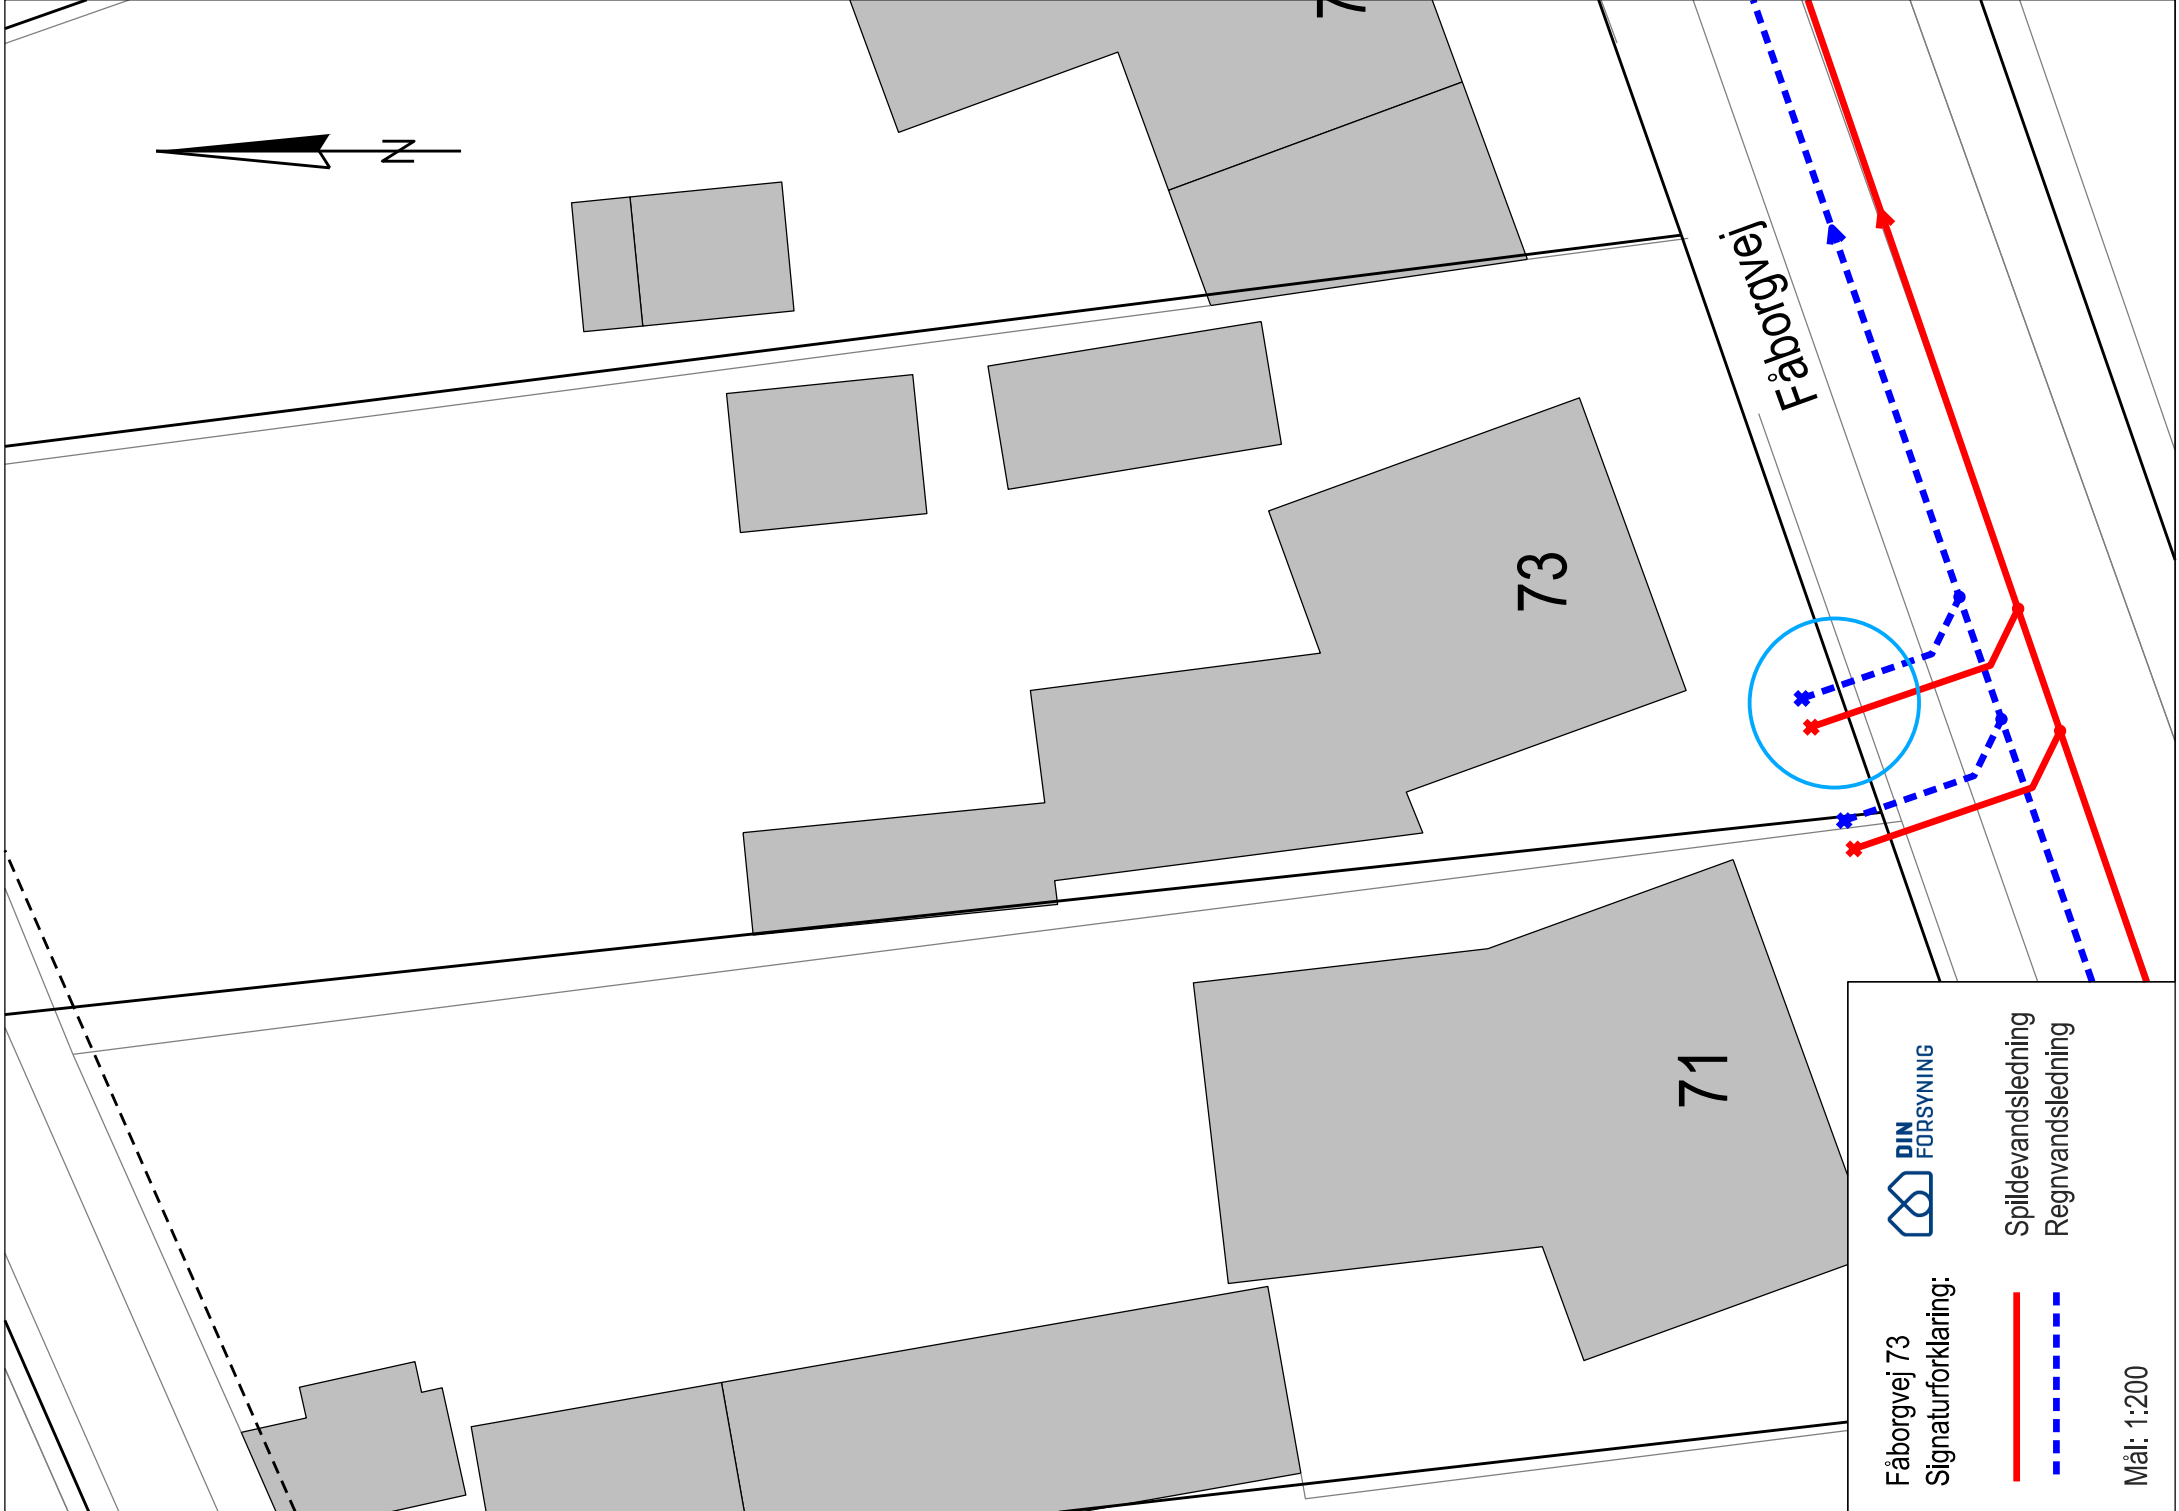 N
73
71
Fåborgvej
DIN
FORSYNING
Fåborgvej 73
Signaturforklaring:
Spildevandsledning
Regnvandsledning
Mål: 1:200